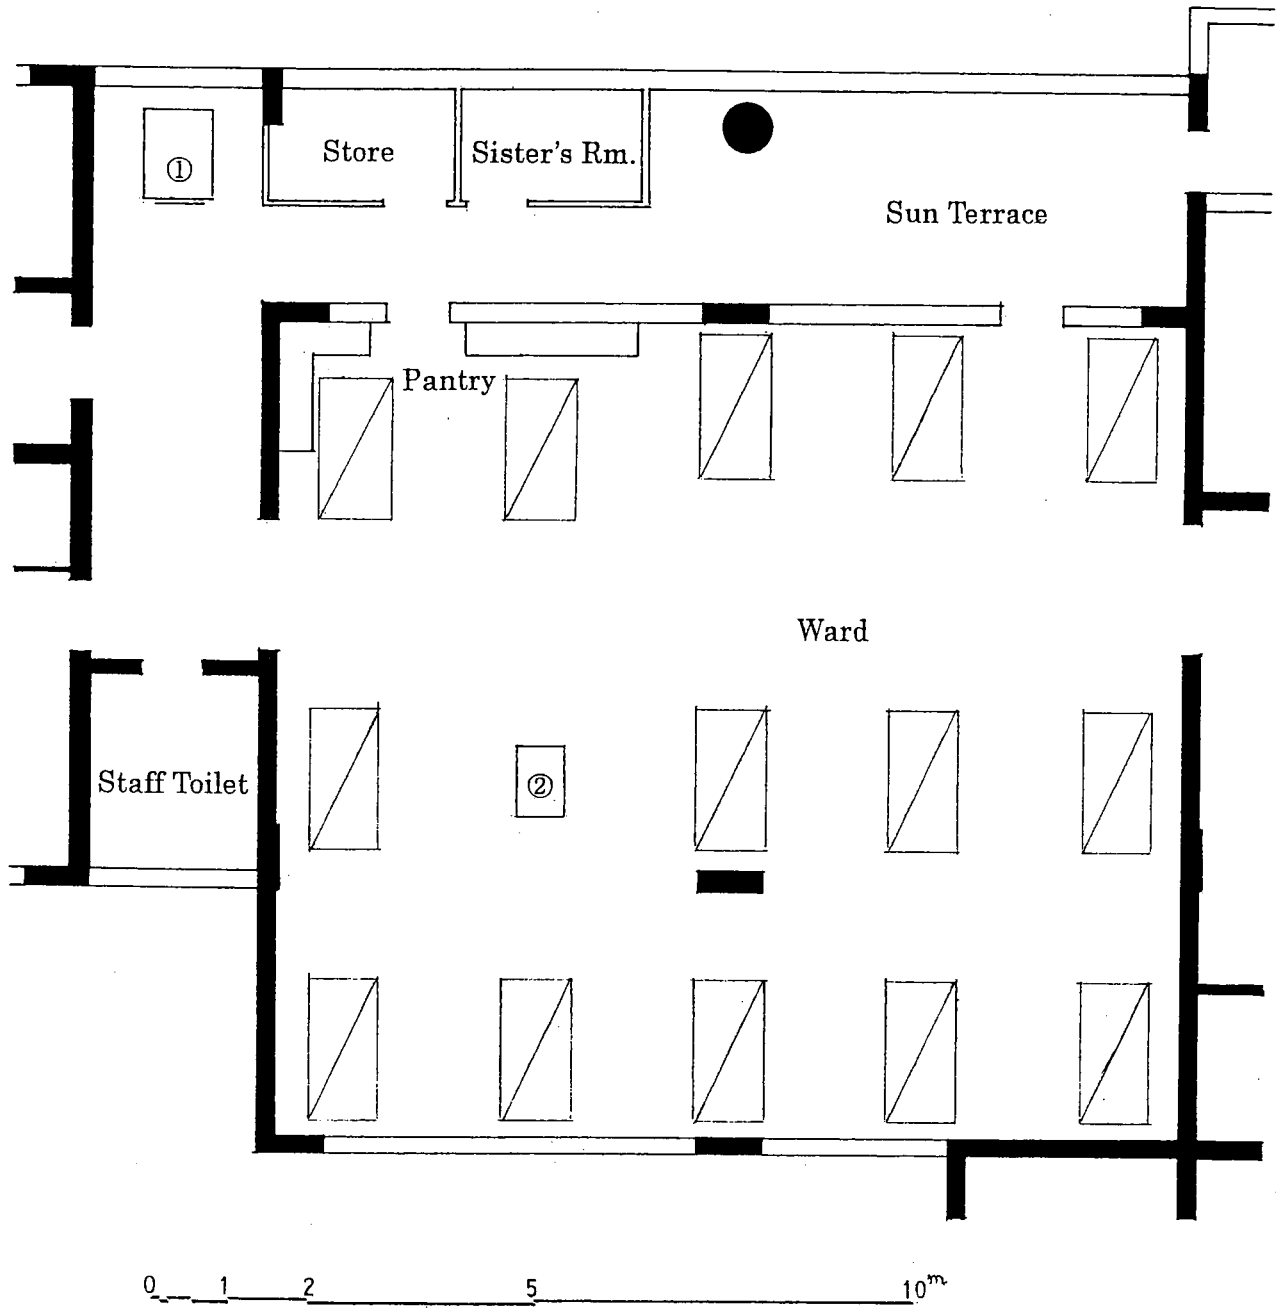 ①
Store
Sister's Rm.
Sun Terrace
Pantry
Ward
Staff Toilet
②
0 1 2 5 10m